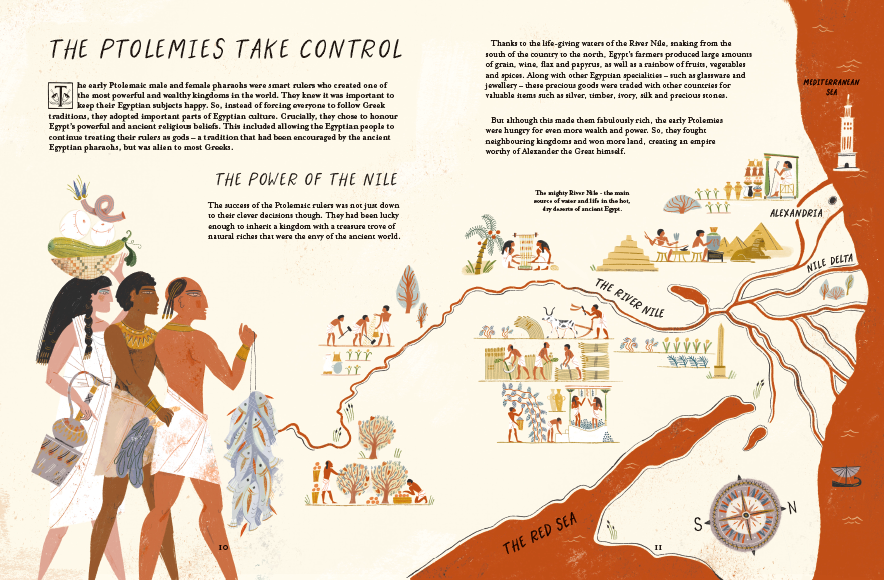 THE PTOLEMIES TAKE CONTROL
The early Ptolemaic male and female pharaohs were smart rulers who created one of
the most powerful and wealthy kingdoms in the world. They knew it was important to
keep their Egyptian subjects happy. So, instead of forcing everyone to follow Greek
traditions, they adopted important parts of Egyptian culture. Crucially, they chose to honour
Egypt's powerful and ancient religious beliefs. This included allowing the Egyptian people to
continue treating their rulers as gods – a tradition that had been encouraged by the ancient
Egyptian pharaohs, but was alien to most Greeks.
THE POWER OF THE NILE
The success of the Ptolemaic rulers was not just down
to their clever decisions though. They had been lucky
enough to inherit a kingdom with a treasure trove of
natural riches that were the envy of the ancient world.
10
Thanks to the life-giving waters of the River Nile, snaking from the
south of the country to the north, Egypt's farmers produced large amounts
of grain, wine, flax and papyrus, as well as a rainbow of fruits, vegetables
and spices. Along with other Egyptian specialities – such as glassware and
jewellery – these precious goods were traded with other countries for
valuable items such as silver, timber, ivory, silk and precious stones.
But although this made them fabulously rich, the early Ptolemies
were hungry for even more wealth and power. So, they fought
neighbouring kingdoms and won more land, creating an empire
worthy of Alexander the Great himself.
The mighty River Nile - the main
source of water and life in the hot,
dry deserts of ancient Egypt.
MEDITERRANEAN
SEA
ALEXANDRIA
NILE DELTA
THE RIVER NILE
THE RED SEA
S
N
11